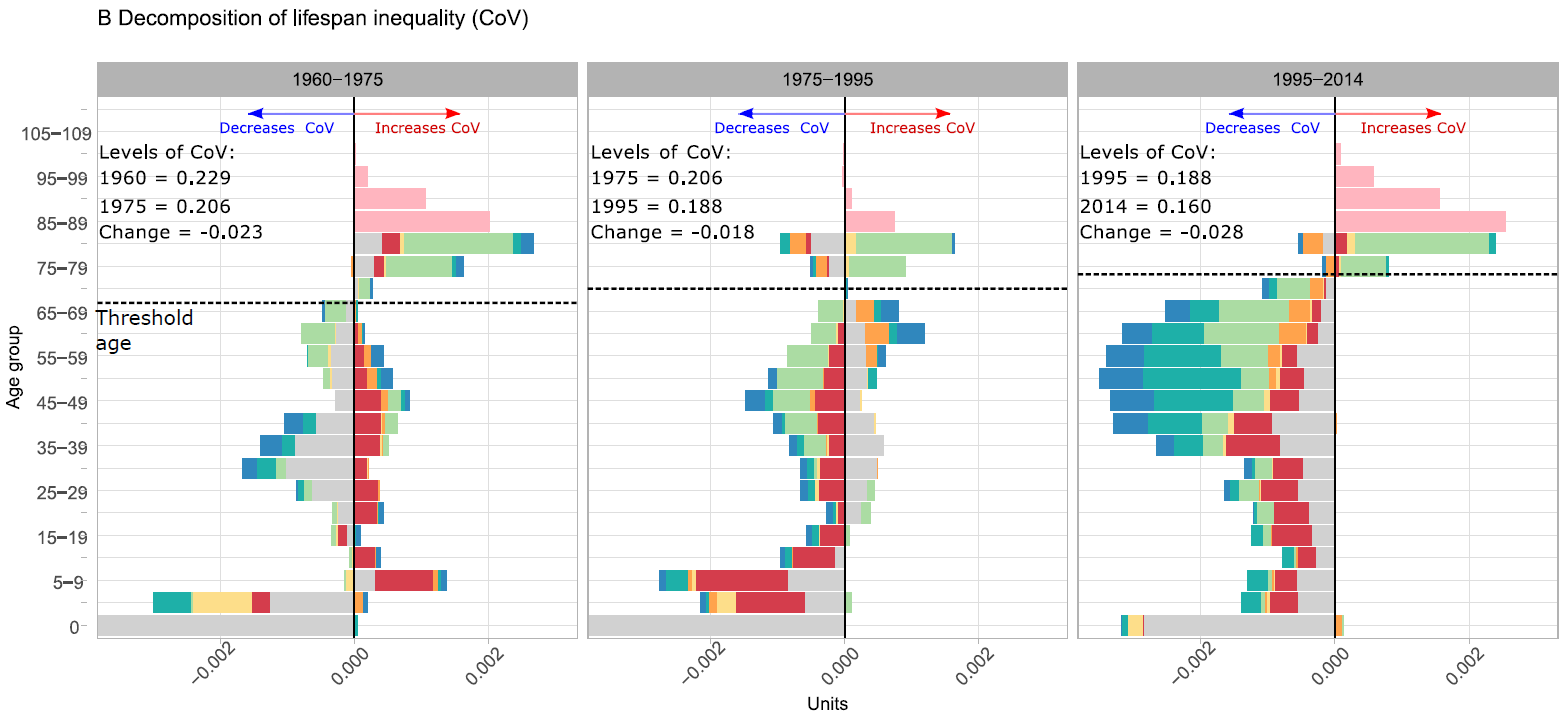 B Decomposition of lifespan inequality (CoV)
1960−1975
1975−1995
1995−2014
Decreases CoV
Increases CoV
Decreases CoV
Increases CoV
Decreases CoV
Increases CoV
Levels of CoV:
1960 = 0.229
1975 = 0.206
Change = -0.023
Levels of CoV:
1975 = 0.206
1995 = 0.188
Change = -0.018
Levels of CoV:
1995 = 0.188
2014 = 0.160
Change = -0.028
Threshold
age
Age group
105−109
95−99
85−89
75−79
65−69
55−59
45−49
35−39
25−29
15−19
5−9
0
−0.002
0.000
0.002
−0.002
0.000
0.002
−0.002
0.000
0.002
Units